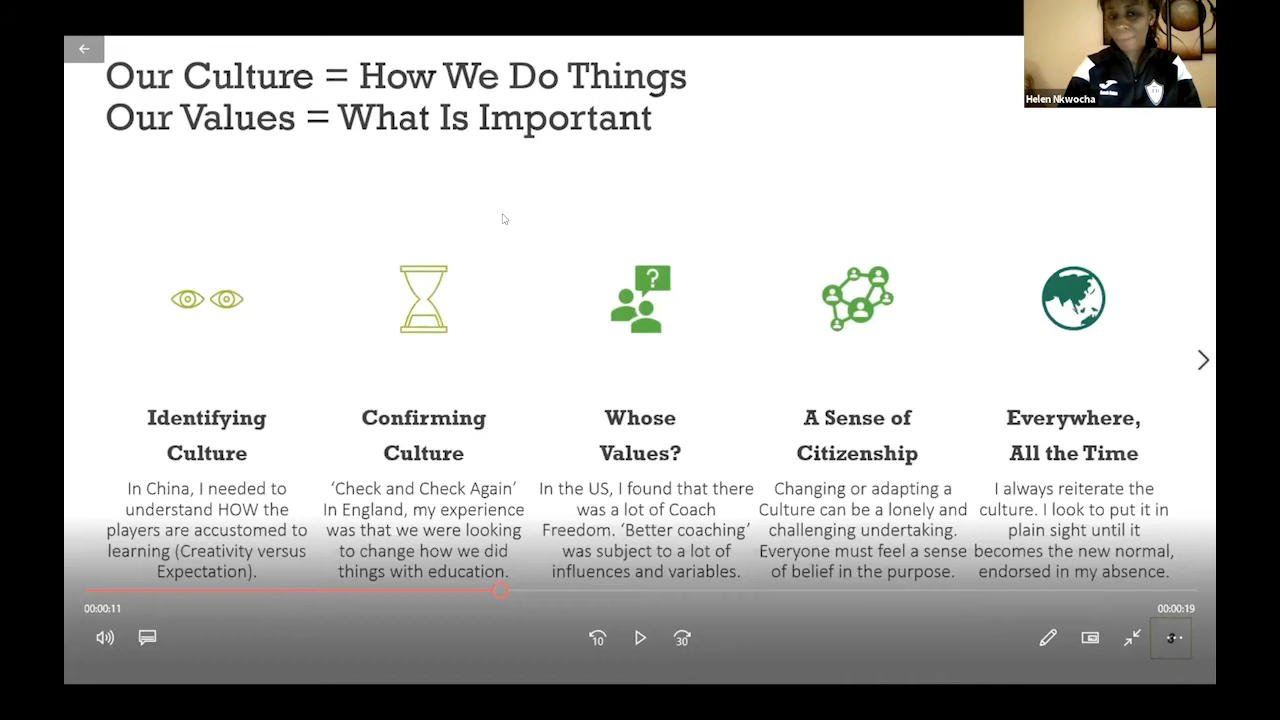 Our Culture = How We Do Things
Our Values = What Is Important
Helen Nkwocha
?
Identifying
Culture
In China, I needed to
understand HOW the
players are accustomed to
learning (Creativity versus
Expectation).
Confirming
Culture
‘Check and Check Again’
In England, my experience
was that we were looking
to change how we did
things with education.
Whose
Values?
In the US, I found that there
was a lot of Coach
Freedom. ‘Better coaching’
was subject to a lot of
influences and variables.
A Sense of
Citizenship
Changing or adapting a
Culture can be a lonely and
challenging undertaking.
Everyone must feel a sense
of belief in the purpose.
Everywhere,
All the Time
I always reiterate the
culture. I look to put it in
plain sight until it
becomes the new normal,
endorsed in my absence.
00:00:11
00:00:19
10
30
3